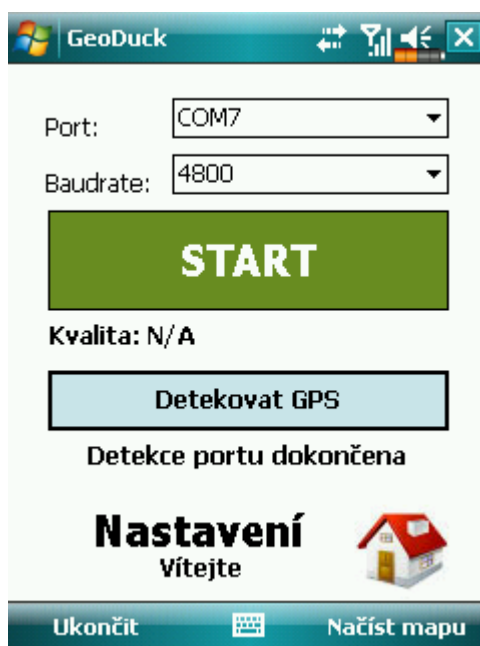 GeoDuck
Port: COM7
Baudrate: 4800
START
Kvalita: N/A
Detekovat GPS
Detekce portu dokončena
Nastavení
Vítejte
Ukončit Načíst mapu